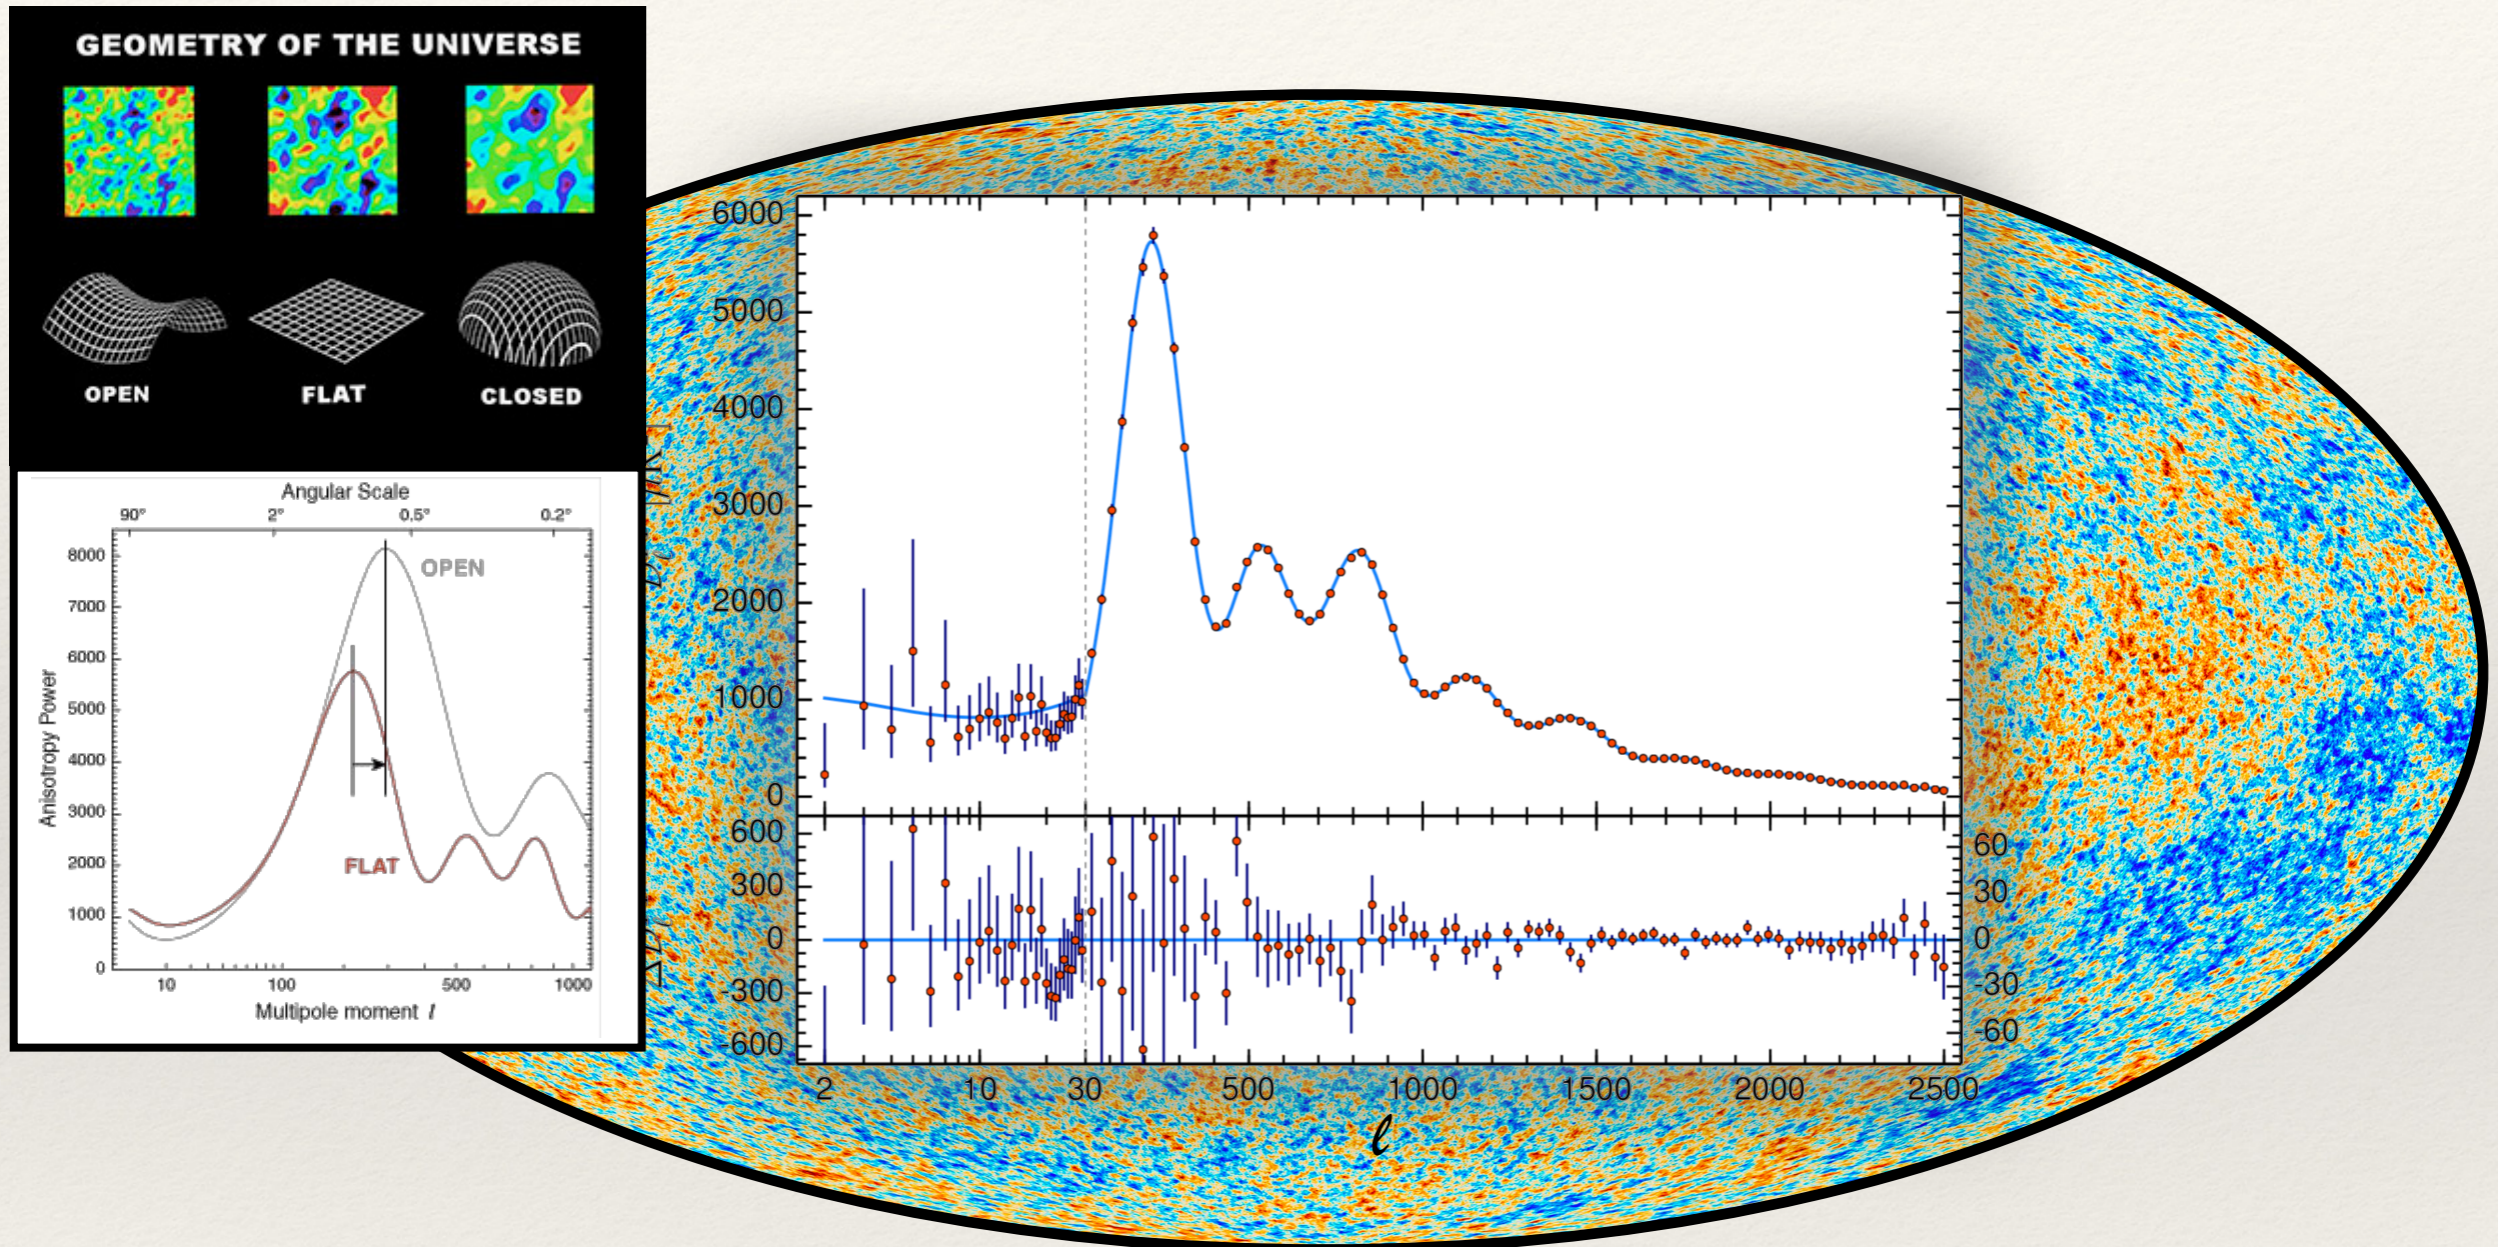 GEOMETRY OF THE UNIVERSE
OPEN FLAT CLOSED
Angular Scale
90° 2° 0.5° 0.2°
8000
7000
6000
5000
4000
3000
2000
1000
0
Anisotropy Power
OPEN
FLAT
10 100 500 1000
Multipole moment l
6000
5000
4000
3000
2000
1000
0
600
300
0
-300
-600
60
30
0
-30
-60
2 10 30 500 1000 1500 2000 2500
ℓ